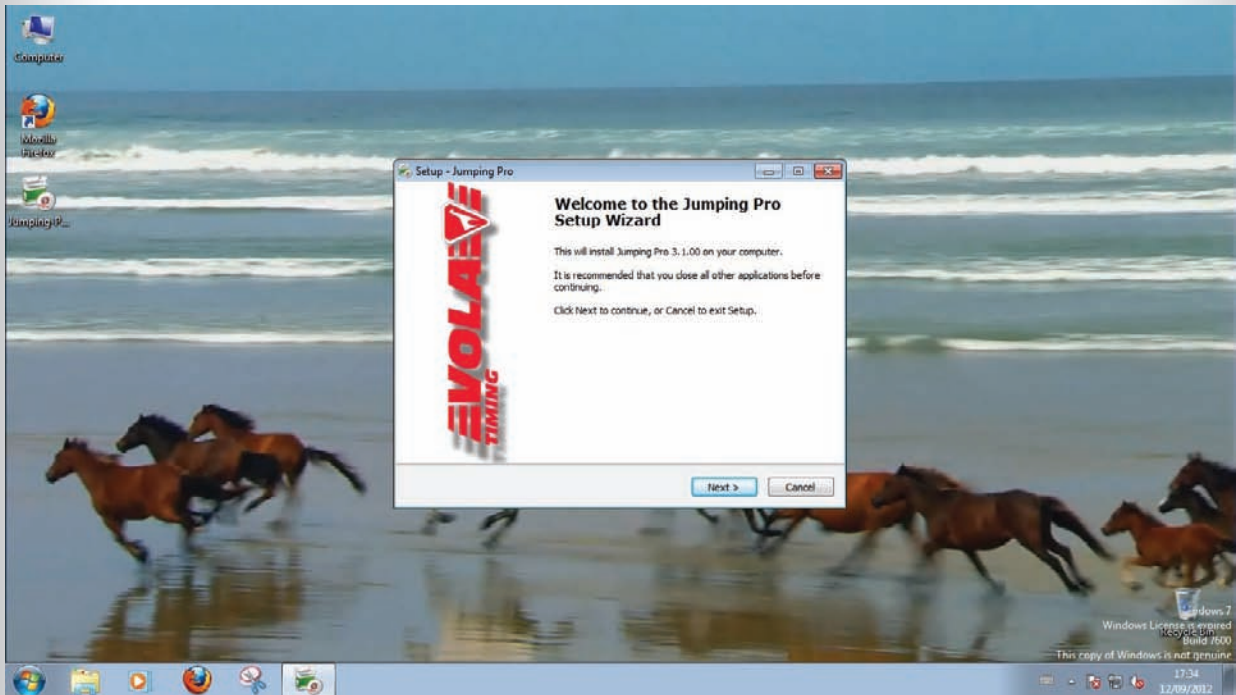 Computer
Mozilla
Firefox
Jumping P...
Setup - Jumping Pro
VOLA
TIMING
Welcome to the Jumping Pro
Setup Wizard
This will install Jumping Pro 3.1.00 on your computer.
It is recommended that you close all other applications before
continuing.
Click Next to continue, or Cancel to exit Setup.
Next >
Cancel
Windows 7
Windows License is expired
Recycle Bin
Build 7600
This copy of Windows is not genuine
17:34
12/09/2012